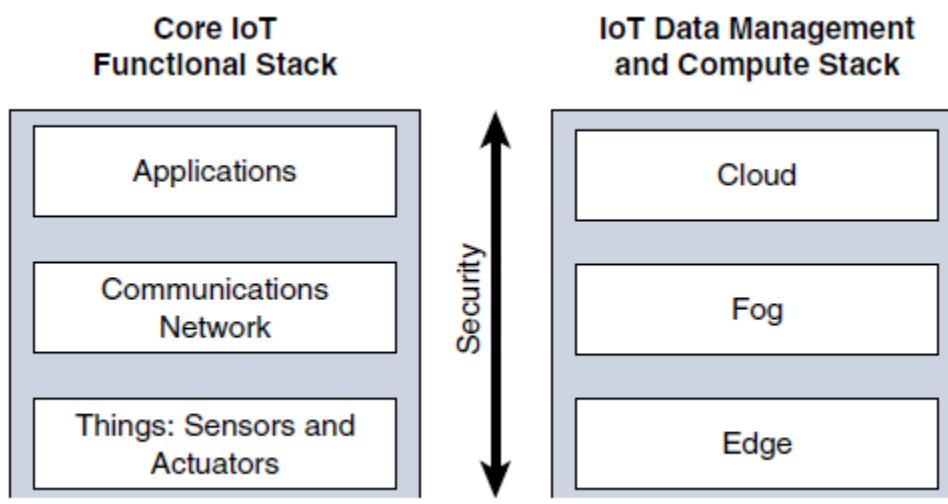 Core IoT
Functional Stack
IoT Data Management
and Compute Stack
Applications
Communications
Network
Things: Sensors and
Actuators
Security
Cloud
Fog
Edge